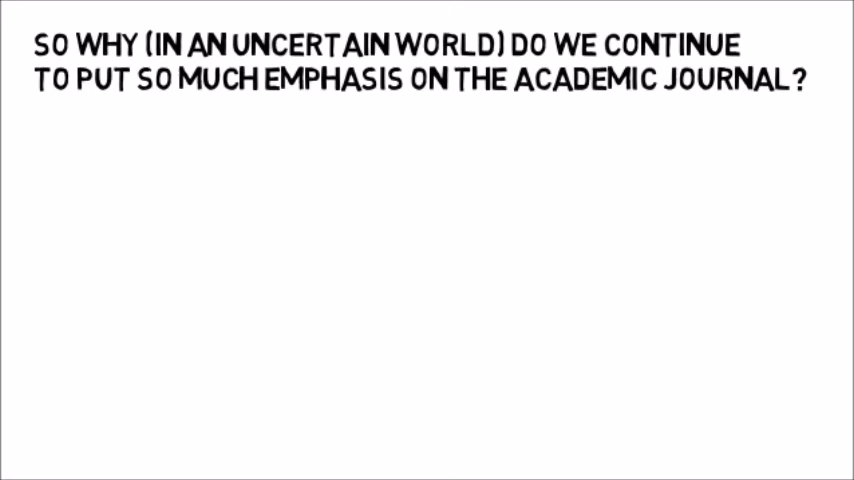 SO WHY (IN AN UNCERTAIN WORLD) DO WE CONTINUE
TO PUT SO MUCH EMPHASIS ON THE ACADEMIC JOURNAL?